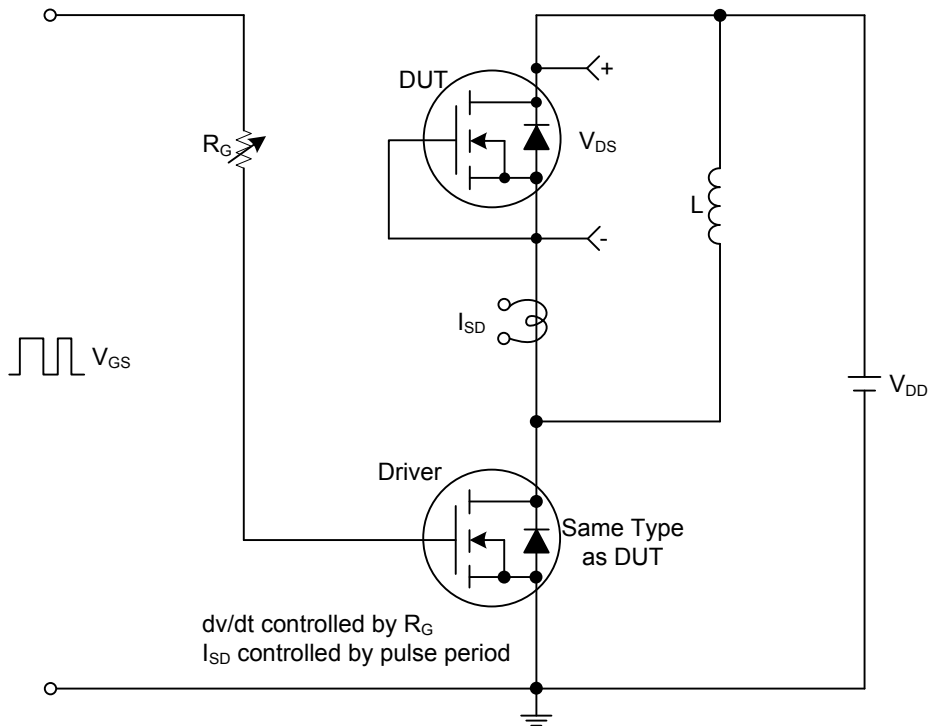 DUT
+
R_G
V_DS
L
-
I_SD
V_GS
V_DD
Driver
Same Type
as DUT
dv/dt controlled by R_G
I_SD controlled by pulse period